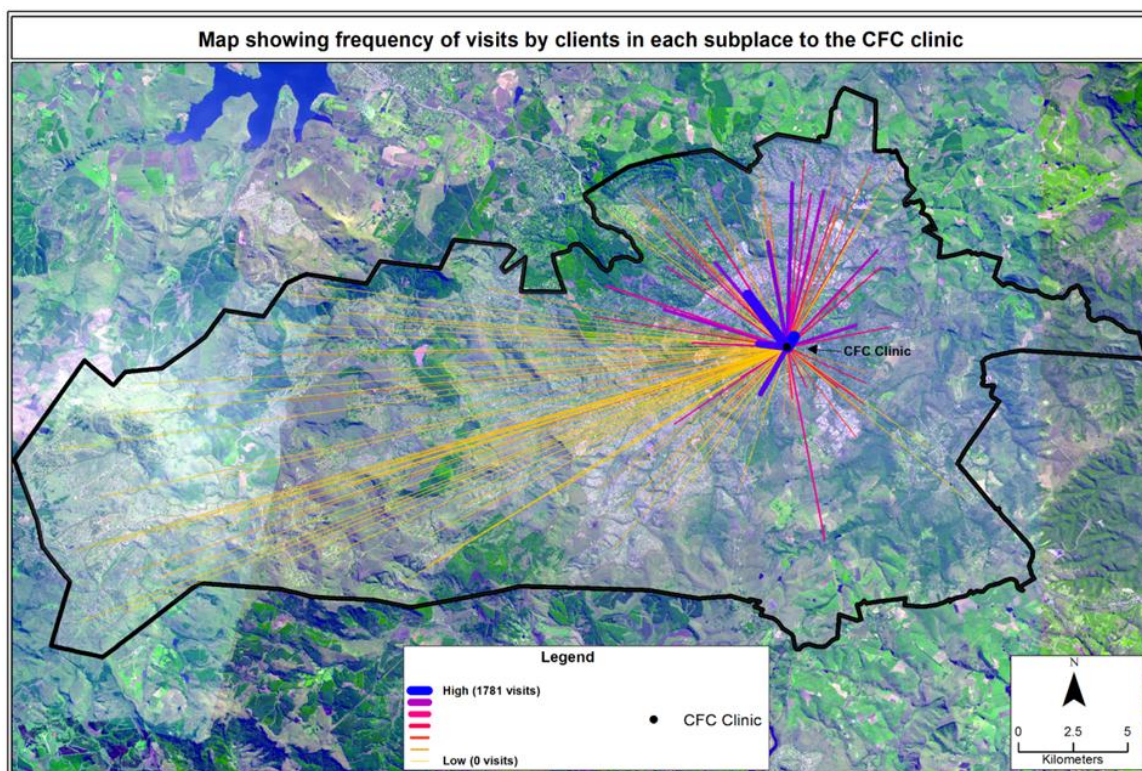 Map showing frequency of visits by clients in each subplace to the CFC clinic
CFC Clinic
Legend
High (1781 visits)
CFC Clinic
Low (0 visits)
N
0 2.5 5
Kilometers